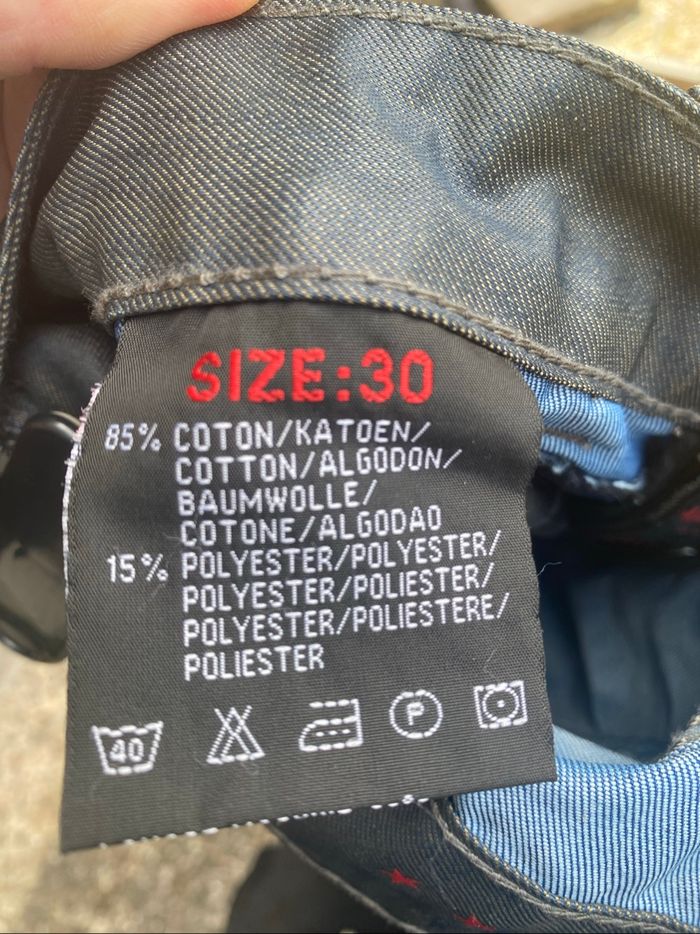 SIZE:30
85% COTON/KATOEN/
COTTON/ALGODON/
BAUMWOLLE/
COTONE/ALGODAO
15% POLYESTER/POLYESTER/
POLYESTER/POLIESTER/
POLYESTER/POLIESTERE/
POLIESTER
40 P